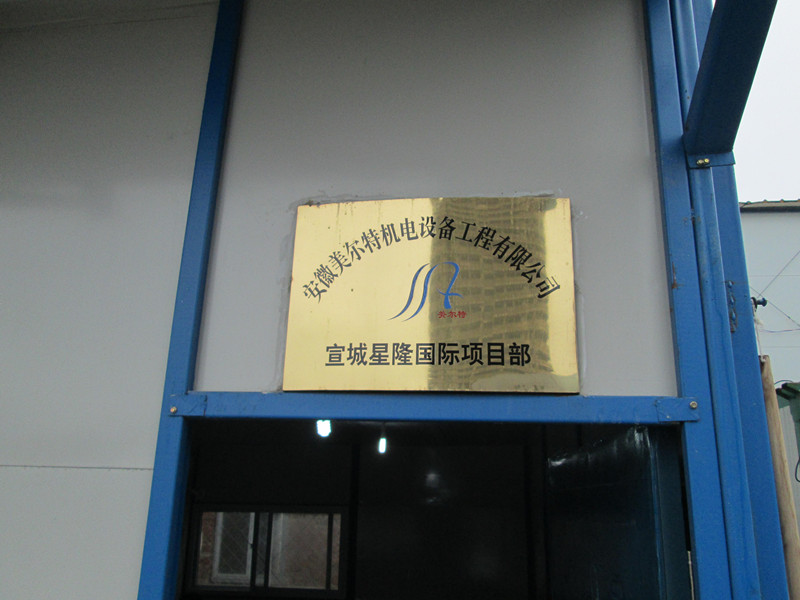 安徽美尔特机电设备工程有限公司
美尔特
宣城星隆国际项目部